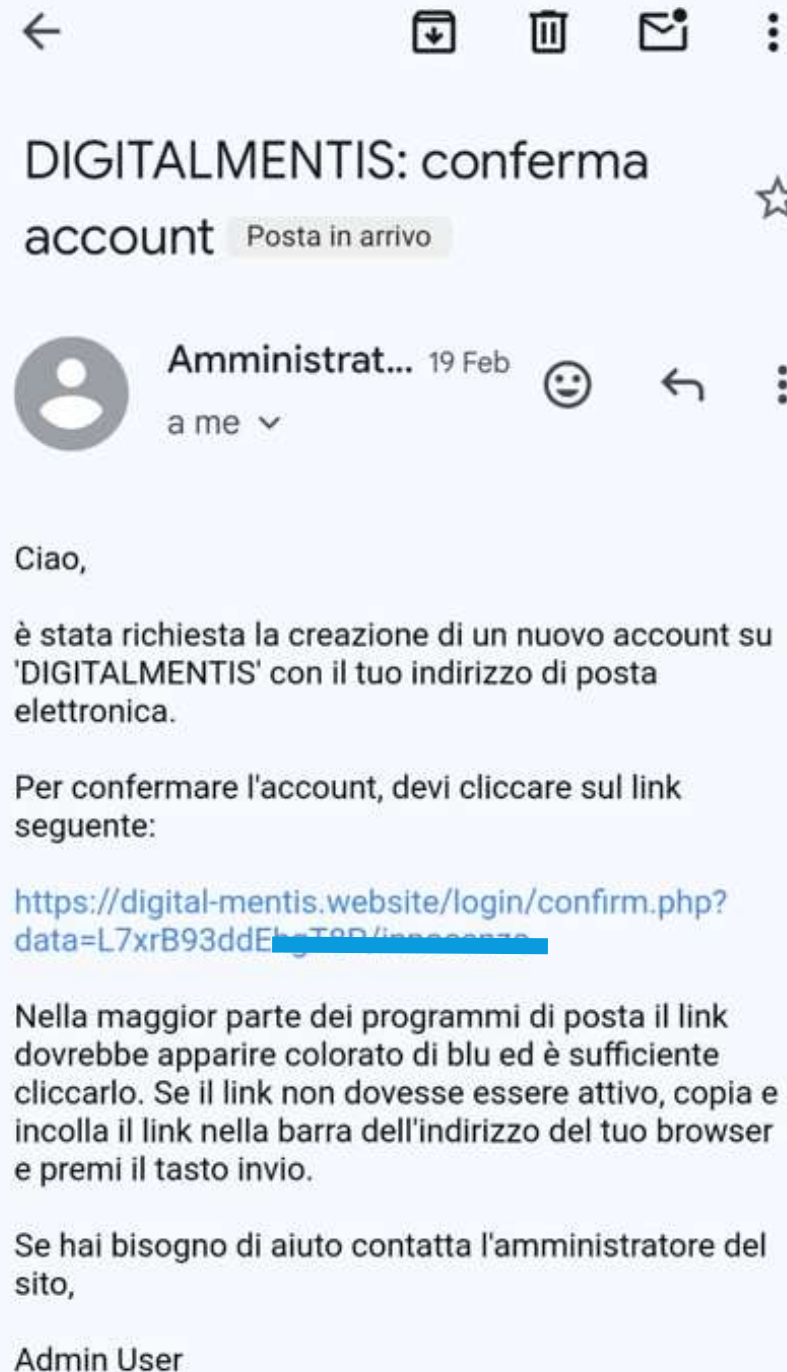 DIGITALMENTIS: conferma
account Posta in arrivo
Amministrat... 19 Feb
a me
Ciao,
è stata richiesta la creazione di un nuovo account su
'DIGITALMENTIS' con il tuo indirizzo di posta
elettronica.
Per confermare l'account, devi cliccare sul link
seguente:
https://digital-mentis.website/login/confirm.php?
Nella maggior parte dei programmi di posta il link
dovrebbe apparire colorato di blu ed è sufficiente
cliccarlo. Se il link non dovesse essere attivo, copia e
incolla il link nella barra dell'indirizzo del tuo browser
e premi il tasto invio.
Se hai bisogno di aiuto contatta l'amministratore del
sito,
Admin User